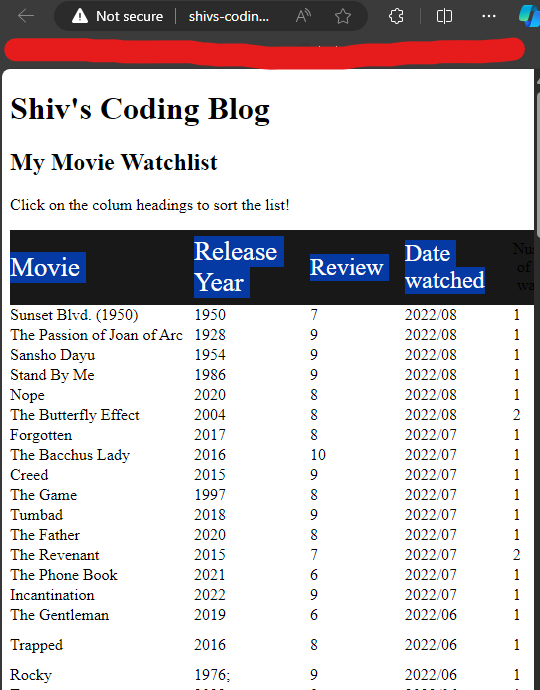 Not secure shivs-codin...
Shiv's Coding Blog
My Movie Watchlist
Click on the colum headings to sort the list!
Movie Release Year Review Date watched of
Sunset Blvd. (1950) 1950 7 2022/08 1
The Passion of Joan of Arc 1928 9 2022/08 1
Sansho Dayu 1954 9 2022/08 1
Stand By Me 1986 9 2022/08 1
Nope 2020 8 2022/08 1
The Butterfly Effect 2004 8 2022/08 2
Forgotten 2017 8 2022/07 1
The Bacchus Lady 2016 10 2022/07 1
Creed 2015 9 2022/07 1
The Game 1997 8 2022/07 1
Tumbad 2018 9 2022/07 1
The Father 2020 8 2022/07 1
The Revenant 2015 7 2022/07 2
The Phone Book 2021 6 2022/07 1
Incantination 2022 9 2022/07 1
The Gentleman 2019 6 2022/06 1
Trapped 2016 8 2022/06 1
Rocky 1976; 9 2022/06 1